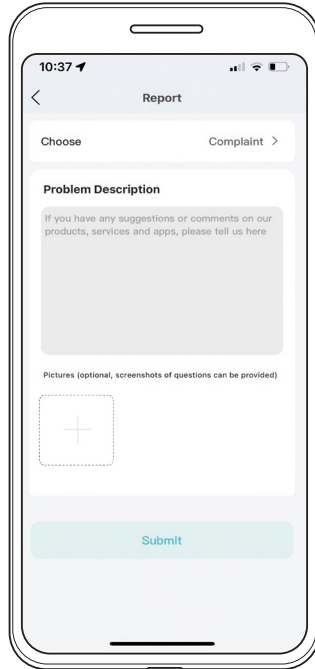 10:37
Report
Choose
Complaint
Problem Description
If you have any suggestions or comments on our
products, services and apps, please tell us here
Pictures (optional, screenshots of questions can be provided)
Submit